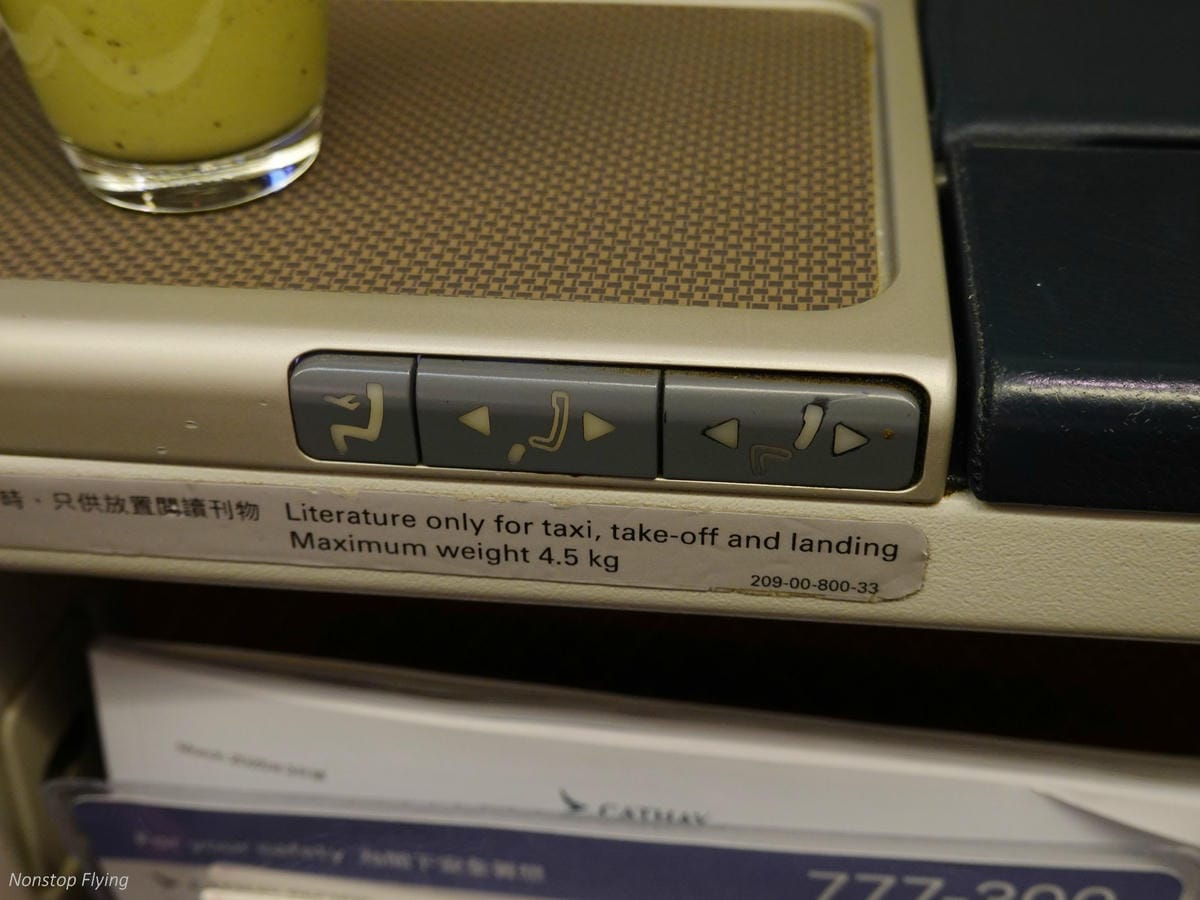 時，只供放置閱讀刊物
Literature only for taxi, take-off and landing
Maximum weight 4.5 kg
209-00-800-33
CATHAY
For your safety
777-300
Nonstop Flying